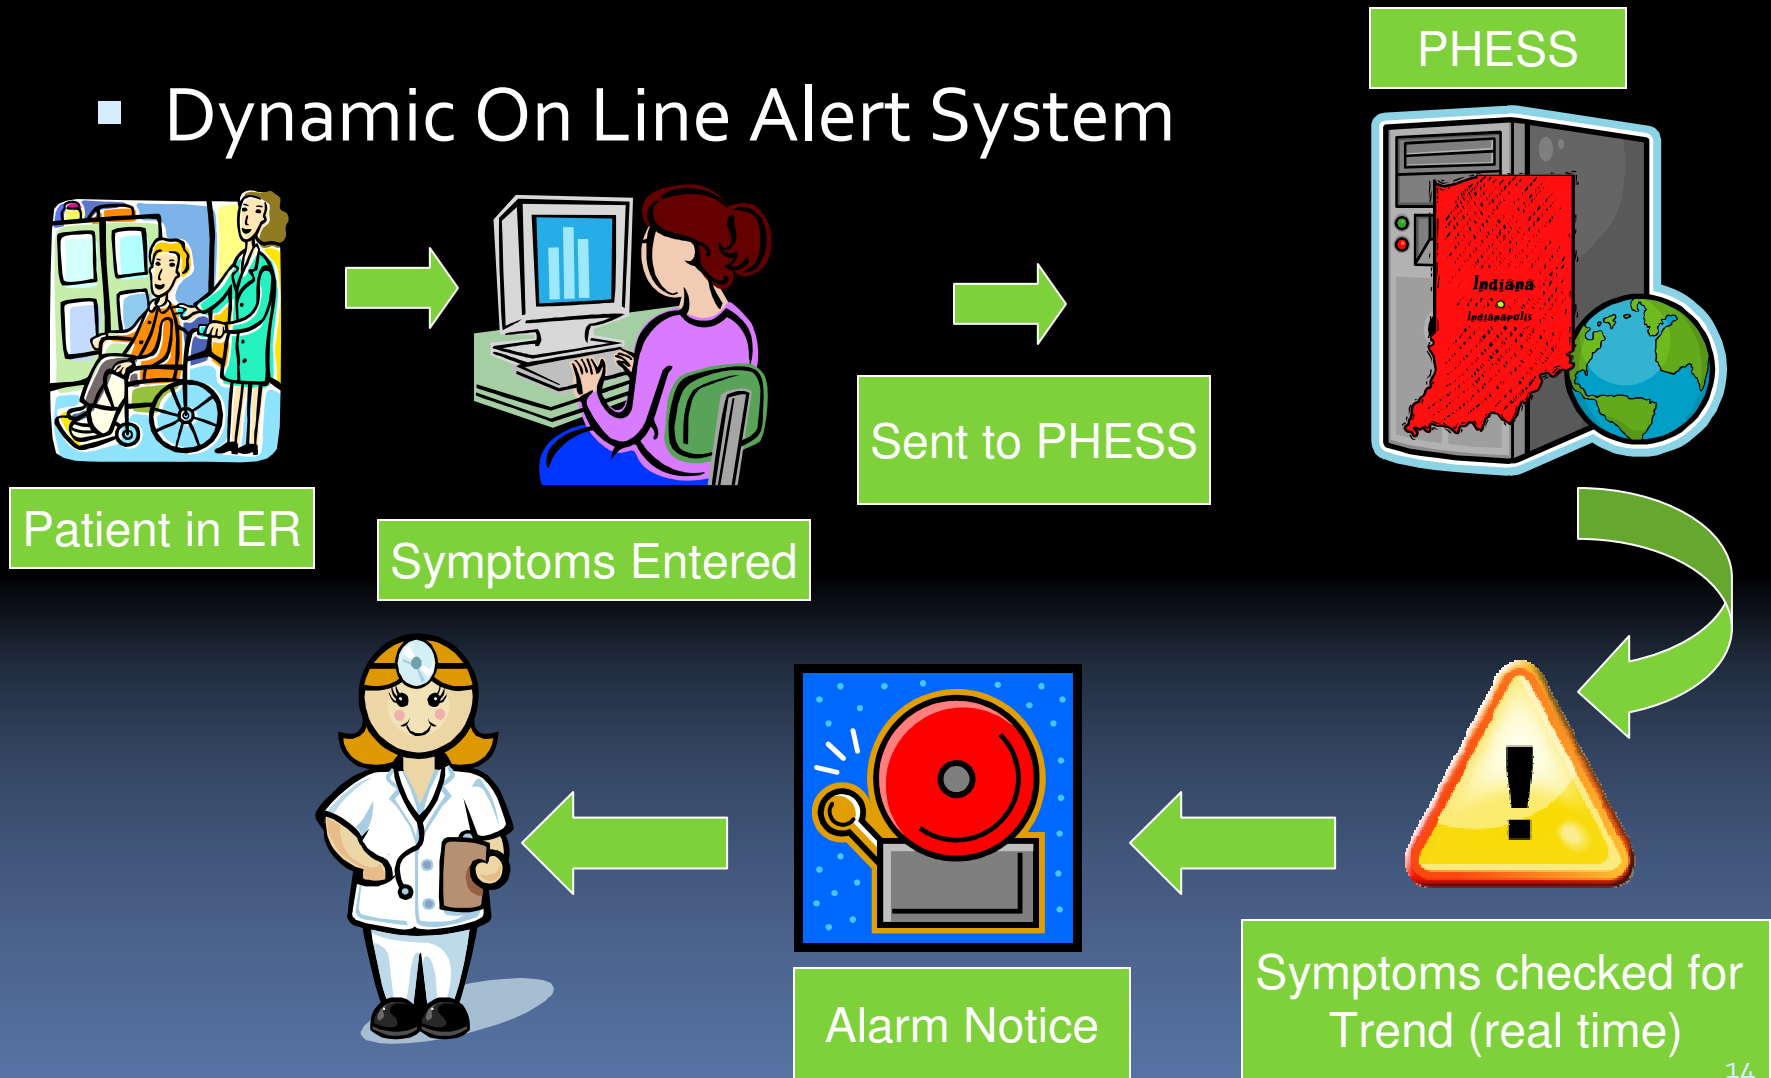 PHESS
▪ Dynamic On Line Alert System
Indiana
Indianapolis
Sent to PHESS
Patient in ER
Symptoms Entered
Alarm Notice
Symptoms checked for
Trend (real time)
14